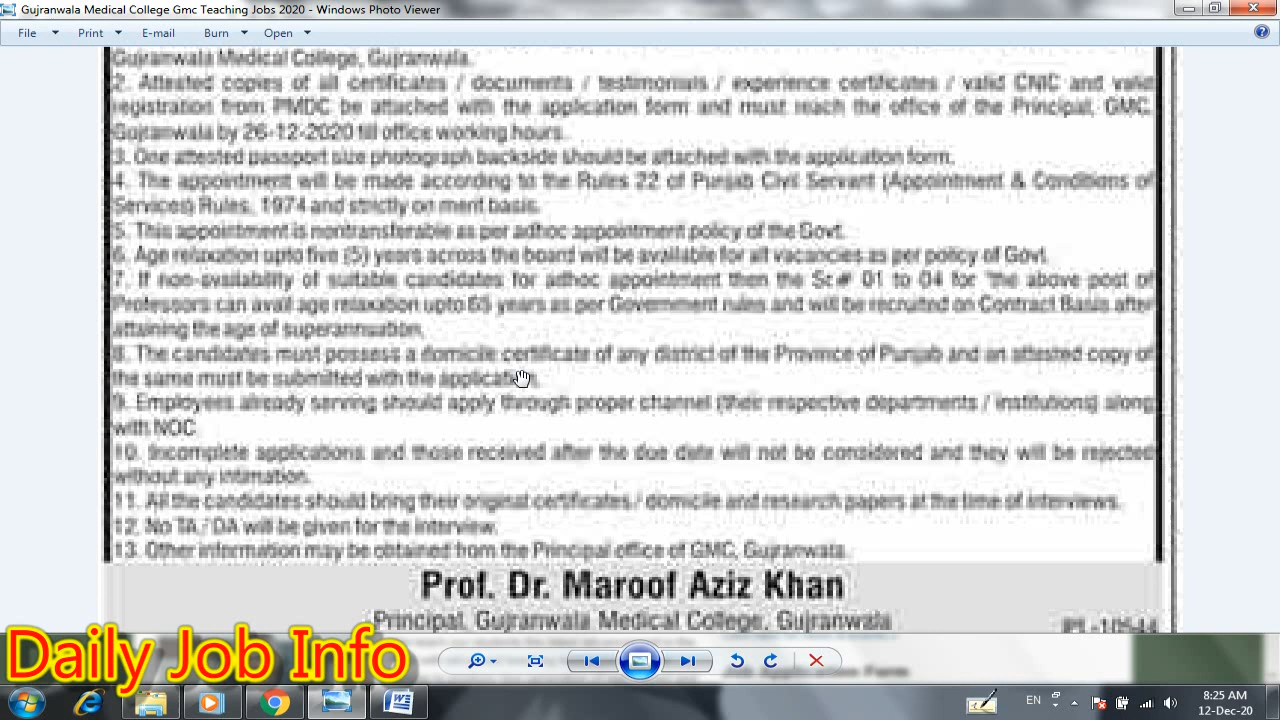 Gujranwala Medical College Gmc Teaching Jobs 2020 - Windows Photo Viewer
File Print E-mail Burn Open
Gujranwala Medical College, Gujranwala.
2. Attested copies of all certificates / documents / testimonials / experience certificates / valid CNIC and valid
registration from PMDC be attached with the application form and must reach the office of the Principal, GMC,
Gujranwala by 26-12-2020 till office working hours.
3. One attested passport size photograph backside should be attached with the application form.
4. The appointment will be made according to the Rules 22 of Punjab Civil Servant (Appointment & Conditions of
Services) Rules, 1974 and strictly on merit basis.
5. This appointment is nontransferable as per adhoc appointment policy of the Govt.
6. Age relaxation upto five (5) years across the board will be available for all vacancies as per policy of Govt.
7. If non-availability of suitable candidates for adhoc appointment then the Sr.# 01 to 04 for "the above post of
Professors can avail age relaxation upto 65 years as per Government rules and will be recruited on Contract Basis after
attaining the age of superannuation.
8. The candidates must possess a domicile certificate of any district of the Province of Punjab and an attested copy of
the same must be submitted with the application.
9. Employees already serving should apply through proper channel (their respective departments / institutions) along
with NOC.
10. Incomplete applications and those received after the due date will not be considered and they will be rejected
without any intimation.
11. All the candidates should bring their original certificates / domicile and research papers at the time of interviews.
12. No TA / DA will be given for the interview.
13. Other information may be obtained from the Principal office of GMC, Gujranwala.
Prof. Dr. Maroof Aziz Khan
Principal, Gujranwala Medical College, Gujranwala
Daily Job Info
EN
8:25 AM
12-Dec-20